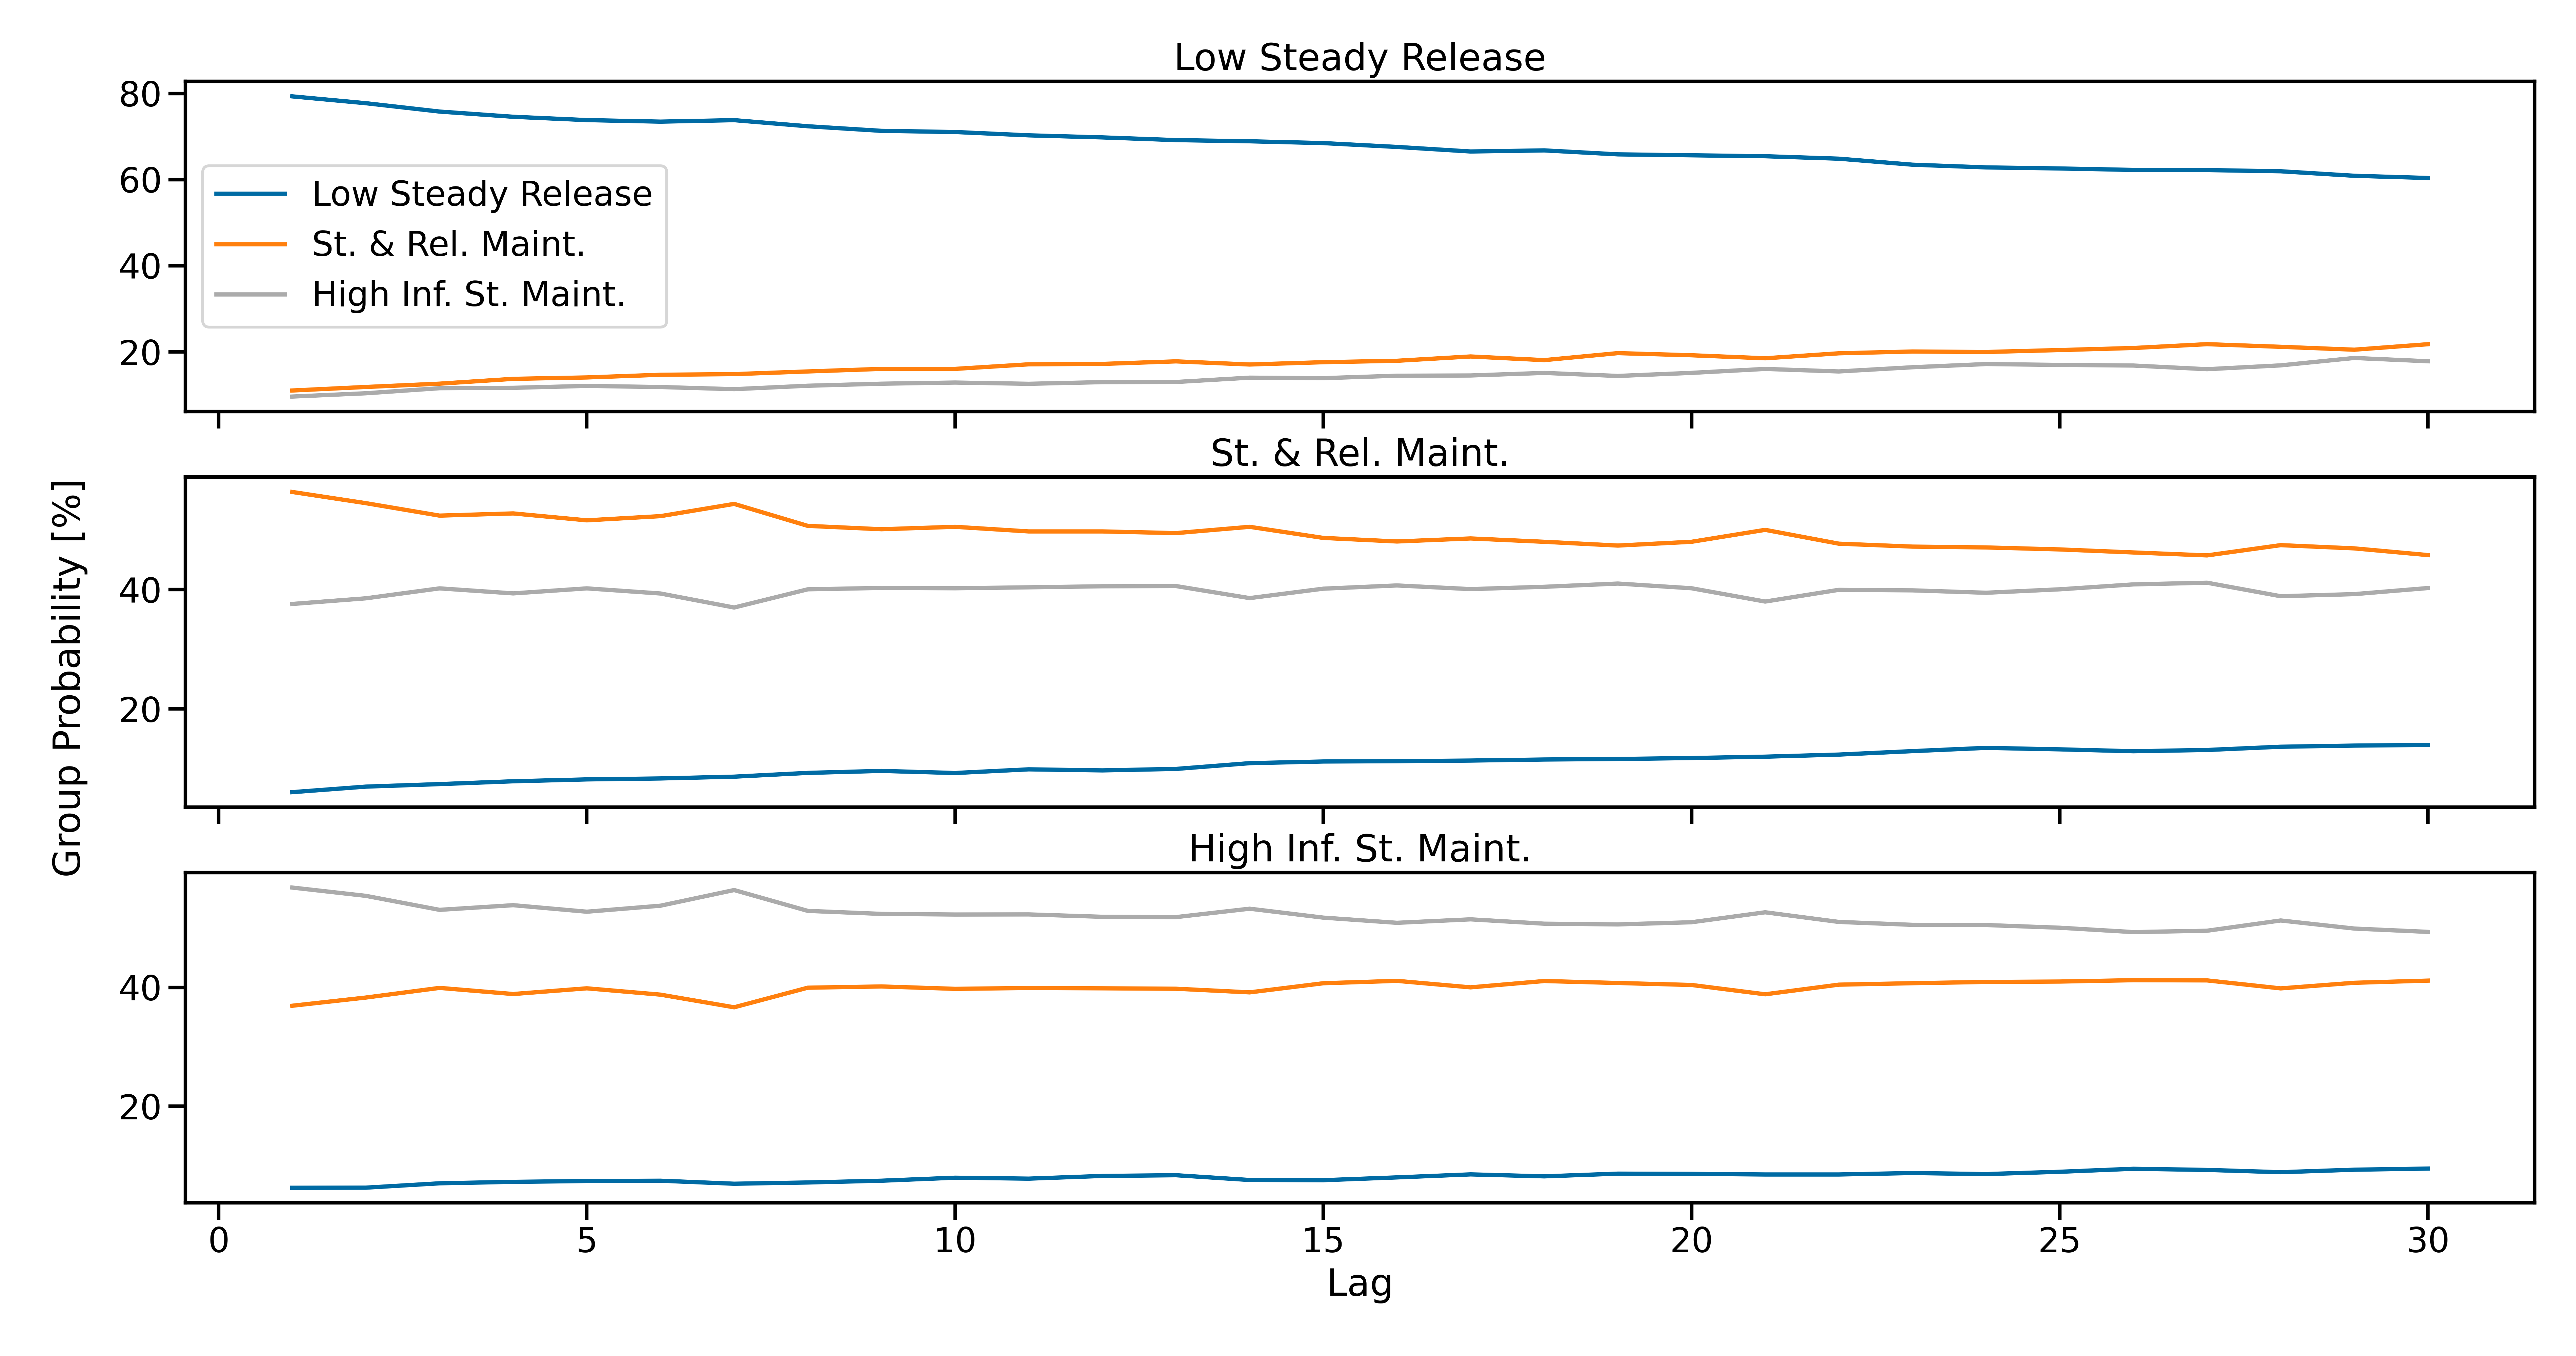 Low Steady Release
80
60
40
20
Low Steady Release
St. & Rel. Maint.
High Inf. St. Maint.
St. & Rel. Maint.
40
20
Group Probability [%]
High Inf. St. Maint.
40
20
0 5 10 15 20 25 30
Lag